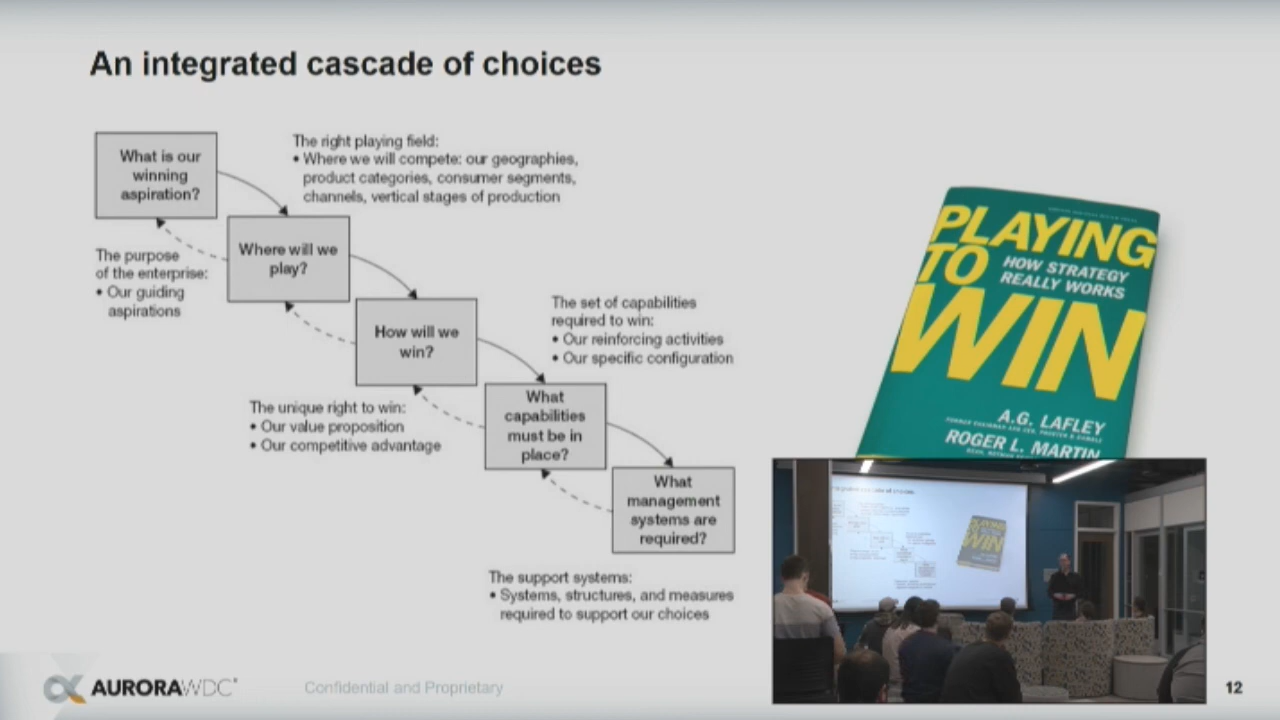 An integrated cascade of choices
What is our
winning
aspiration?
The right playing field:
• Where we will compete: our geographies,
product categories, consumer segments,
channels, vertical stages of production
Where will we
play?
The purpose
of the enterprise:
• Our guiding
aspirations
How will we
win?
The set of capabilities
required to win:
• Our reinforcing activities
• Our specific configuration
The unique right to win:
• Our value proposition
• Our competitive advantage
What
capabilities
must be in
place?
What
management
systems are
required?
The support systems:
• Systems, structures, and measures
required to support our choices
PLAYING
TO
HOW STRATEGY
REALLY WORKS
WIN
A.G. LAFLEY
ROGER L. MARTIN
PLAYING
WIN
AURORAWDC
Confidential and Proprietary
12